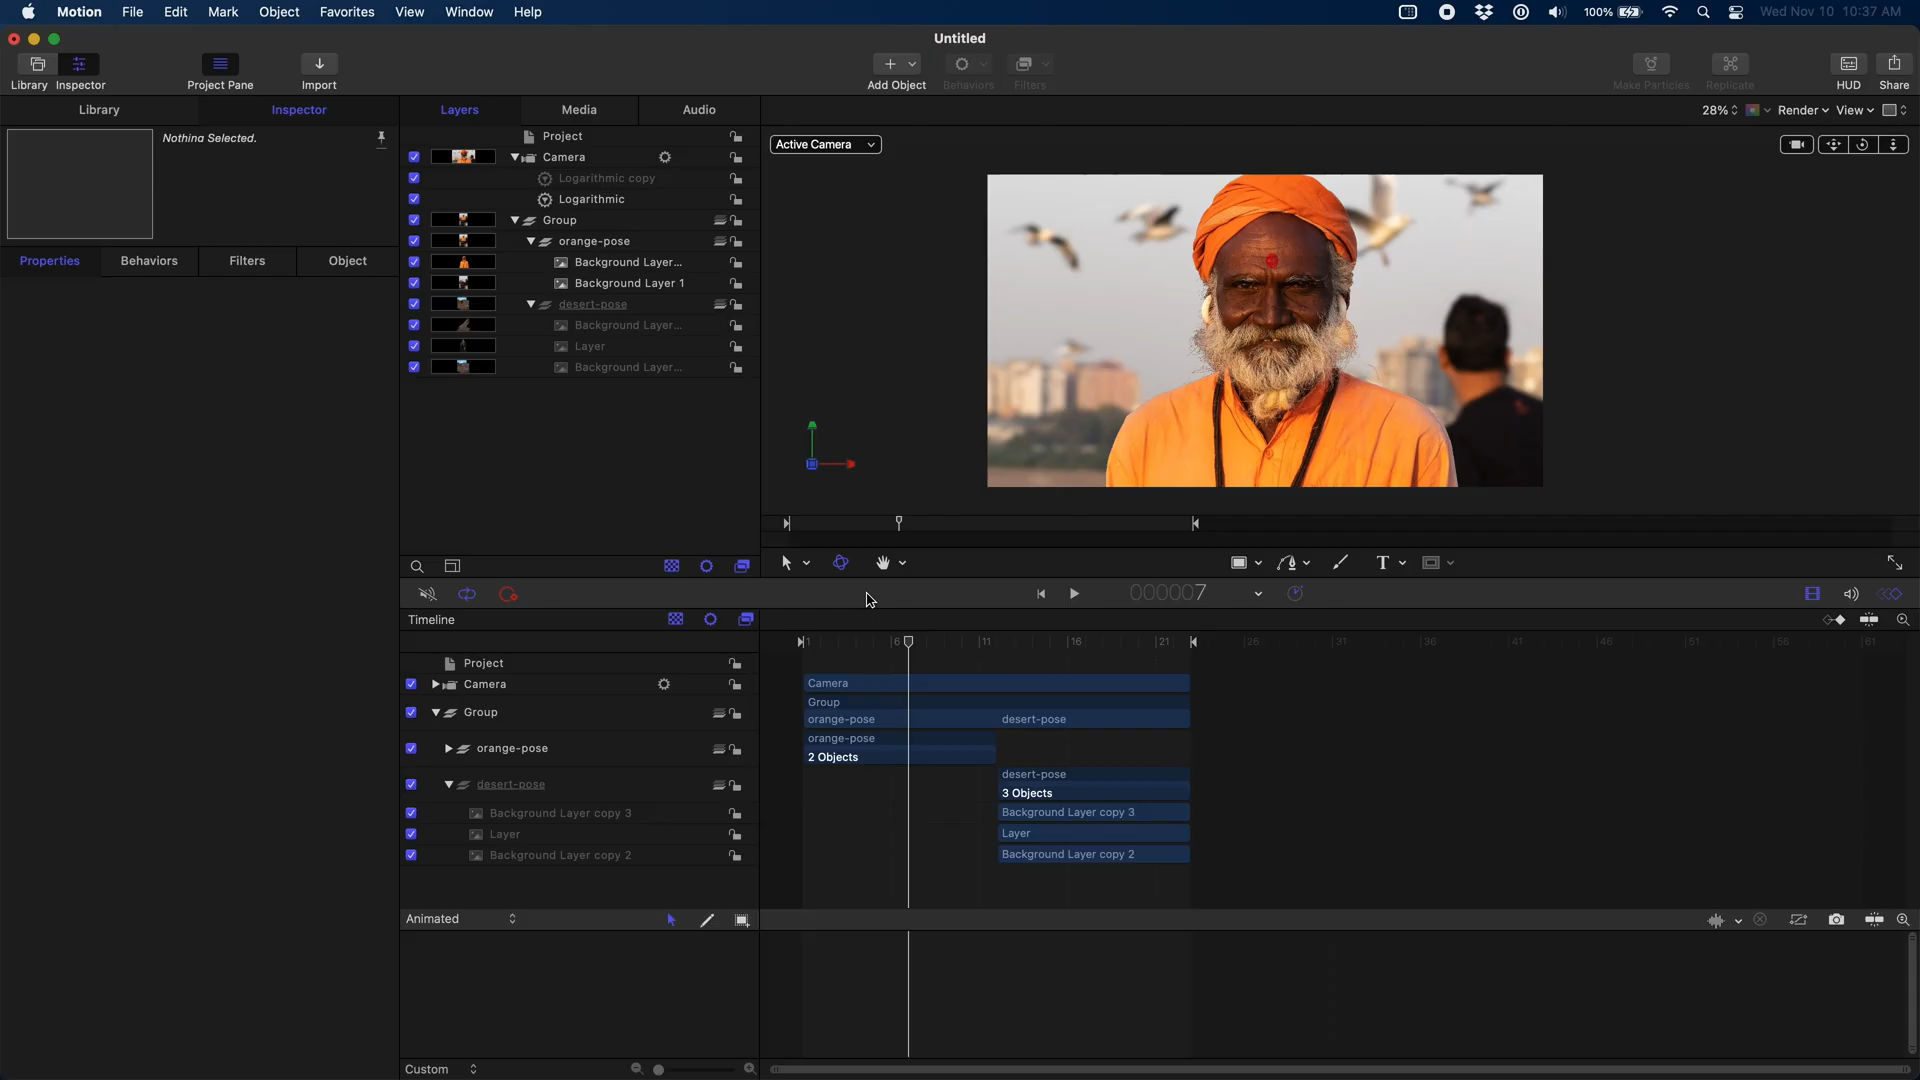 Motion File Edit Mark Object Favorites View Window Help 100% Wed Nov 10 10:37 AM
Untitled
Library Inspector Project Pane Import Add Object Behaviors Filters Make Particles Replicate HUD Share
Library Inspector Layers Media Audio 28% Render View
Nothing Selected.
Properties Behaviors Filters Object
Project
Camera
Logarithmic copy
Logarithmic
Group
orange-pose
Background Layer...
Background Layer 1
desert-pose
Background Layer...
Layer
Background Layer...
Active Camera
T
0000007
Timeline
1 6 11 16 21 26 31 36 41 45 51 56 61
Project
Camera
Group
orange-pose
desert-pose
Background Layer copy 3
Layer
Background Layer copy 2
Camera
Group
orange-pose desert-pose
orange-pose
2 Objects
desert-pose
3 Objects
Background Layer copy 3
Layer
Background Layer copy 2
Animated
Custom